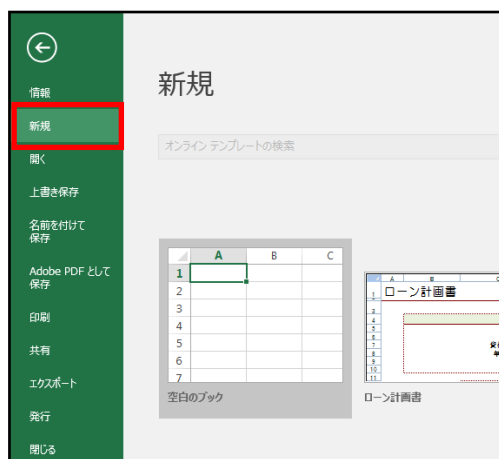 情報
新規
開く
上書き保存
名前を付けて
保存
Adobe PDF として
保存
印刷
共有
エクスポート
発行
閉じる
新規
オンライン テンプレートの検索
A B C
1
2
3
4
5
6
7
空白のブック
ローン計画書
ローン計画書